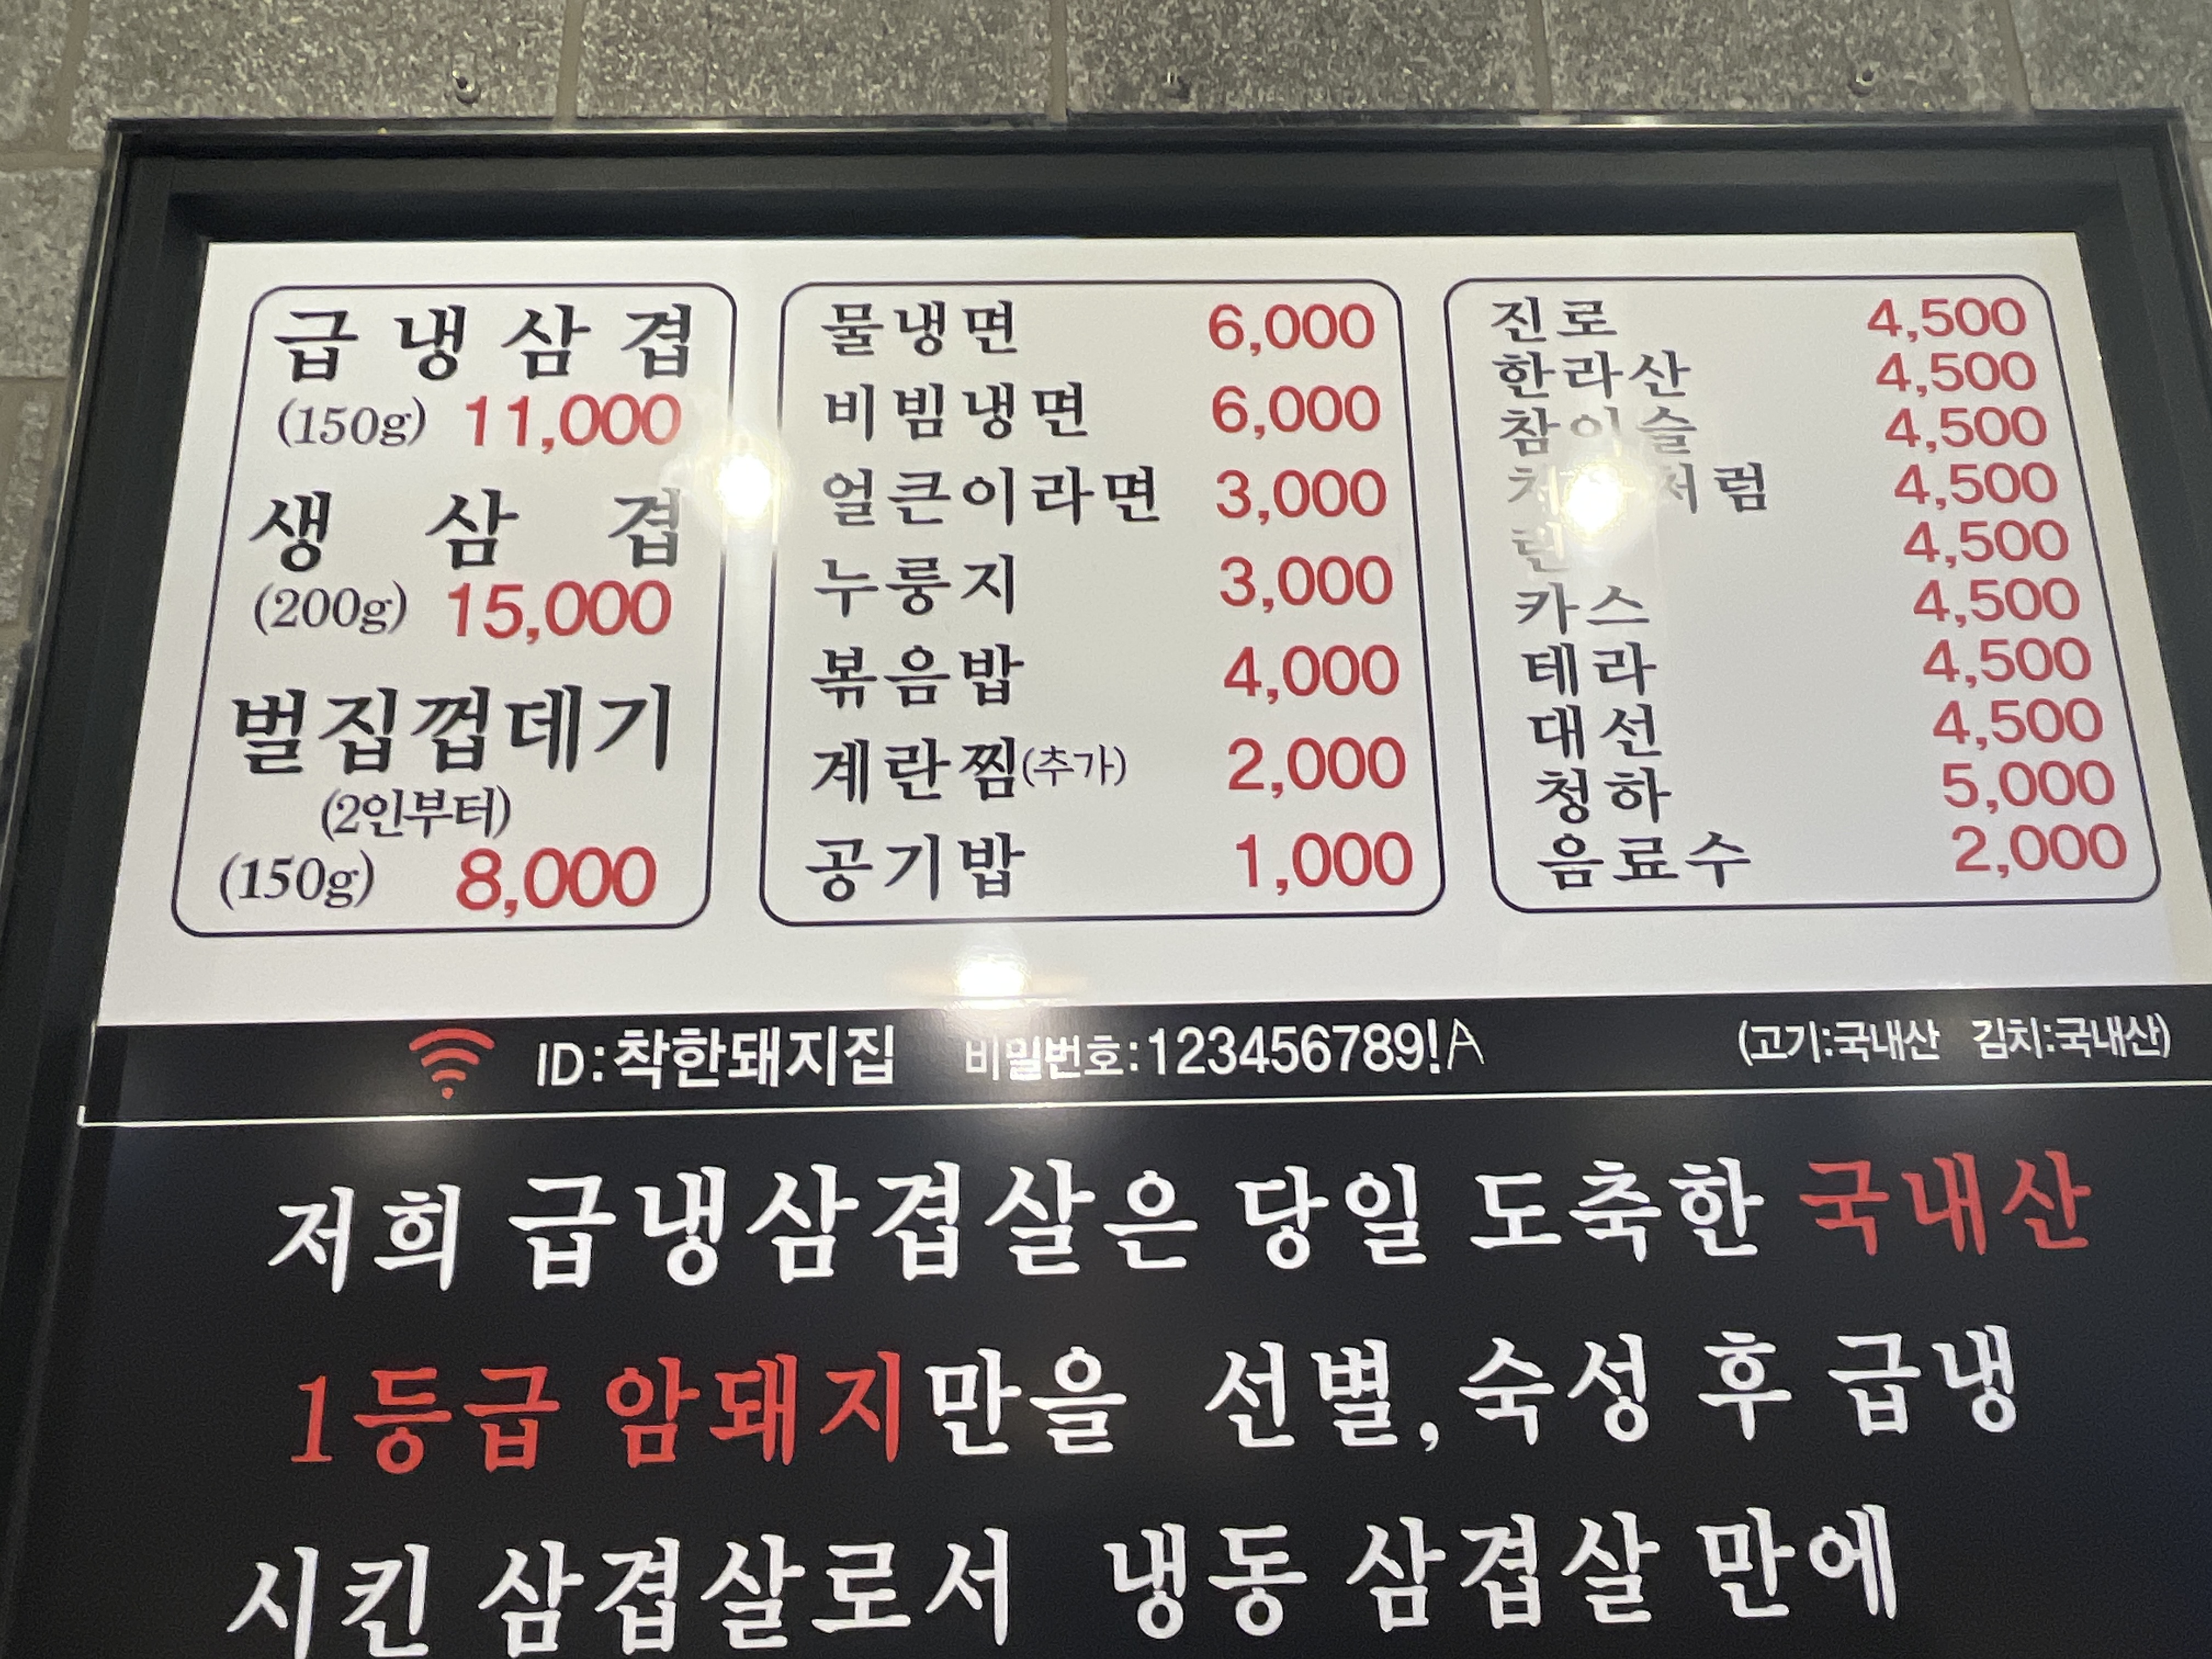 급냉삼겹
(150g) 11,000
생삼겹
(200g) 15,000
벌집껍데기
(2인부터)
(150g) 8,000
물냉면 6,000
비빔냉면 6,000
얼큰이라면 3,000
누룽지 3,000
볶음밥 4,000
계란찜(추가) 2,000
공기밥 1,000
진로 4,500
한라산 4,500
참이슬 4,500
4,500
린 4,500
카스 4,500
테라 4,500
대선 4,500
청하 5,000
음료수 2,000
ID:착한돼지집 비밀번호:123456789!A (고기:국내산 김치:국내산)
저희 급냉삼겹살은 당일 도축한 국내산
1등급 암돼지만을 선별,숙성 후 급냉
시킨 삼겹살로서 냉동 삼겹살 만에